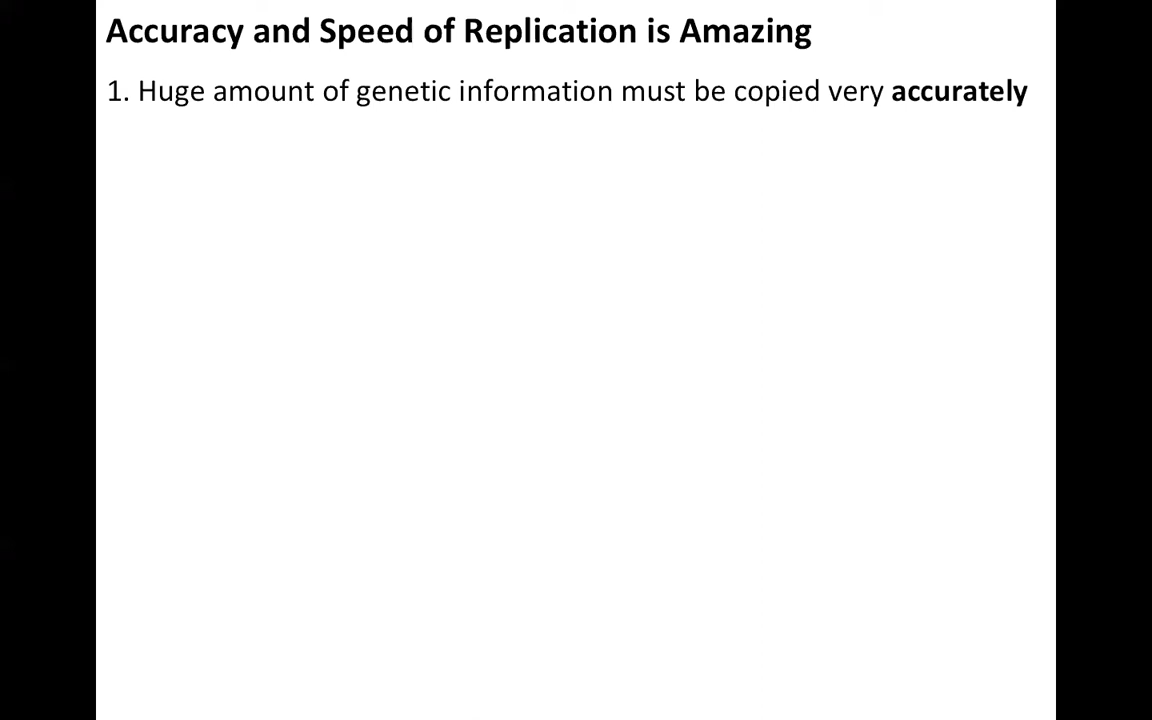 Accuracy and Speed of Replication is Amazing
1. Huge amount of genetic information must be copied very accurately